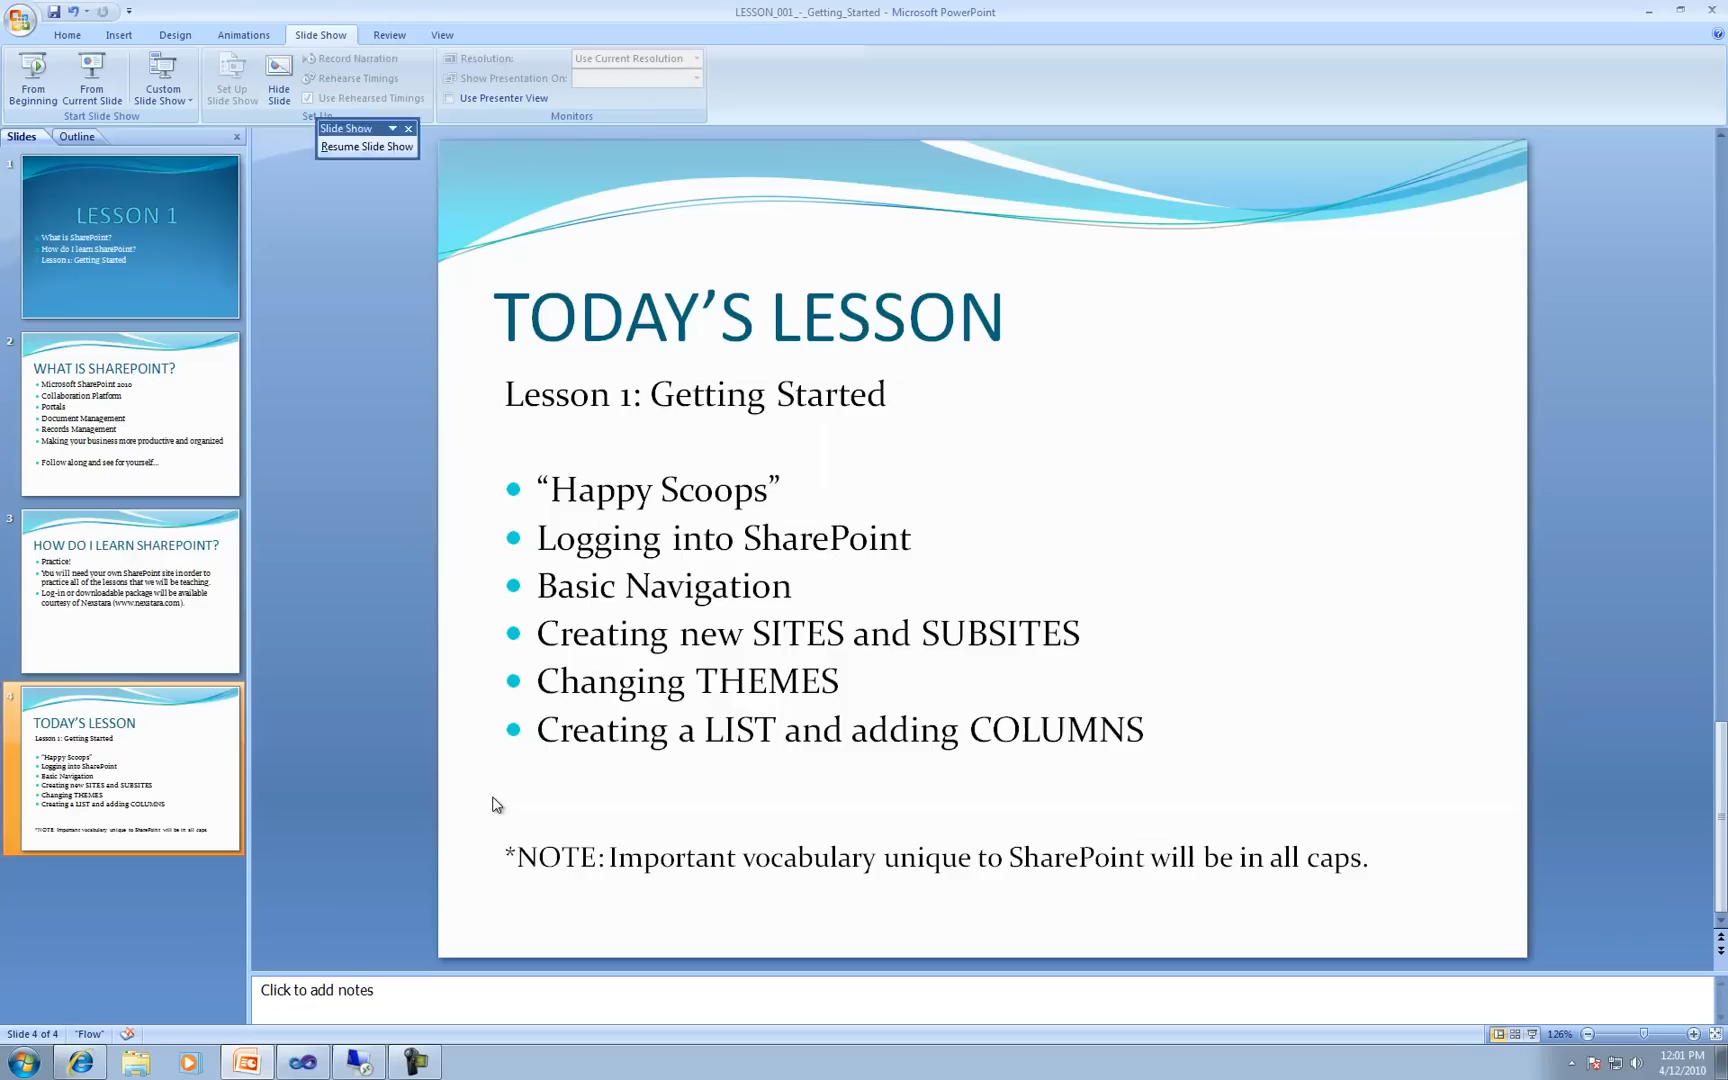 LESSON_001_-_Getting_Started - Microsoft PowerPoint
Home Insert Design Animations Slide Show Review View
From Beginning
From Current Slide
Custom Slide Show
Start Slide Show
Set Up Slide Show
Hide Slide
Record Narration
Rehearse Timings
Use Rehearsed Timings
Resolution: Use Current Resolution
Show Presentation On:
Use Presenter View
Monitors
Slide Show
Resume Slide Show
Slides Outline
1
LESSON 1
What is SharePoint?
How do I learn SharePoint?
Lesson 1: Getting Started
2
WHAT IS SHAREPOINT?
• Microsoft SharePoint 2010
• Collaboration Platform
• Portals
• Document Management
• Records Management
• Making your business more productive and organized
• Follow along and see for yourself...
3
HOW DO I LEARN SHAREPOINT?
• Practice!
• You will need your own SharePoint site in order to
practice all of the lessons that we will be teaching.
• Log-in or downloadable package will be available
courtesy of Nexstara (www.nexstara.com).
4
TODAY'S LESSON
Lesson 1: Getting Started
• "Happy Scoops"
• Logging into SharePoint
• Basic Navigation
• Creating new SITES and SUBSITES
• Changing THEMES
• Creating a LIST and adding COLUMNS
*NOTE: Important vocabulary unique to SharePoint will be in all caps
TODAY’S LESSON
Lesson 1: Getting Started
• “Happy Scoops”
• Logging into SharePoint
• Basic Navigation
• Creating new SITES and SUBSITES
• Changing THEMES
• Creating a LIST and adding COLUMNS
*NOTE: Important vocabulary unique to SharePoint will be in all caps.
Click to add notes
Slide 4 of 4 "Flow" 126%
12:01 PM
4/12/2010